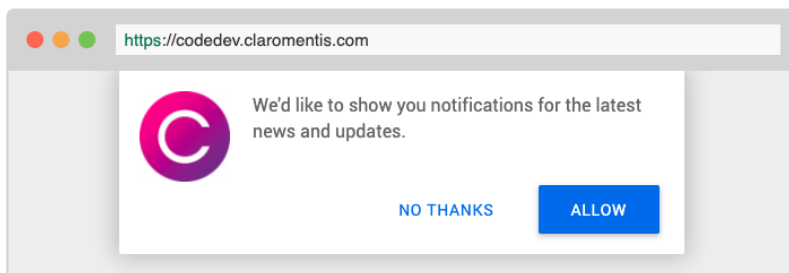 https://codedev.claromentis.com
We'd like to show you notifications for the latest
news and updates.
NO THANKS
ALLOW